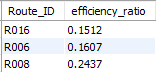 Route_ID efficiency_ratio
R016 0.1512
R006 0.1607
R008 0.2437